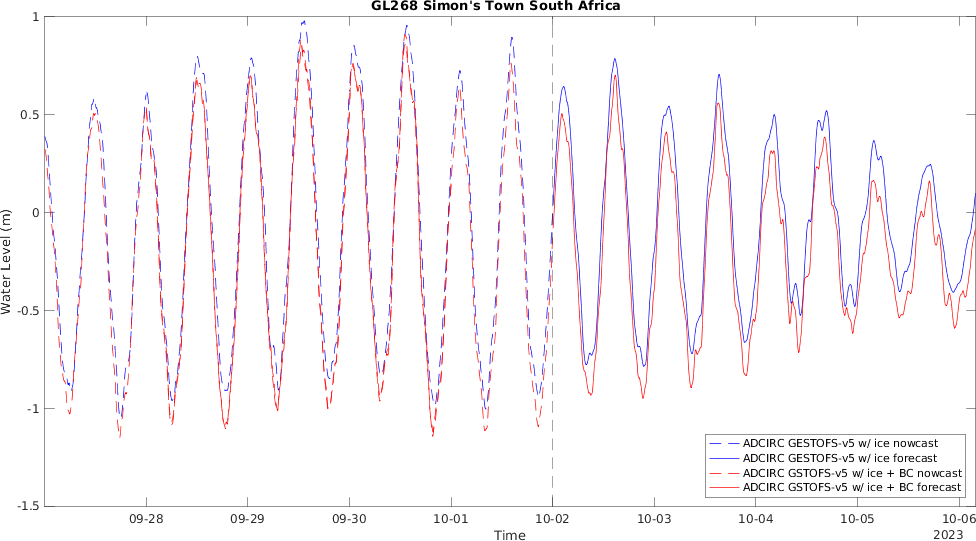 GL268 Simon's Town South Africa
Water Level (m)
1
0.5
0
-0.5
-1
-1.5
09-28 09-29 09-30 10-01 10-02 10-03 10-04 10-05 10-06
Time
2023
ADCIRC GESTOFS-v5 w/ ice nowcast
ADCIRC GESTOFS-v5 w/ ice forecast
ADCIRC GSTOFS-v5 w/ ice + BC nowcast
ADCIRC GSTOFS-v5 w/ ice + BC forecast